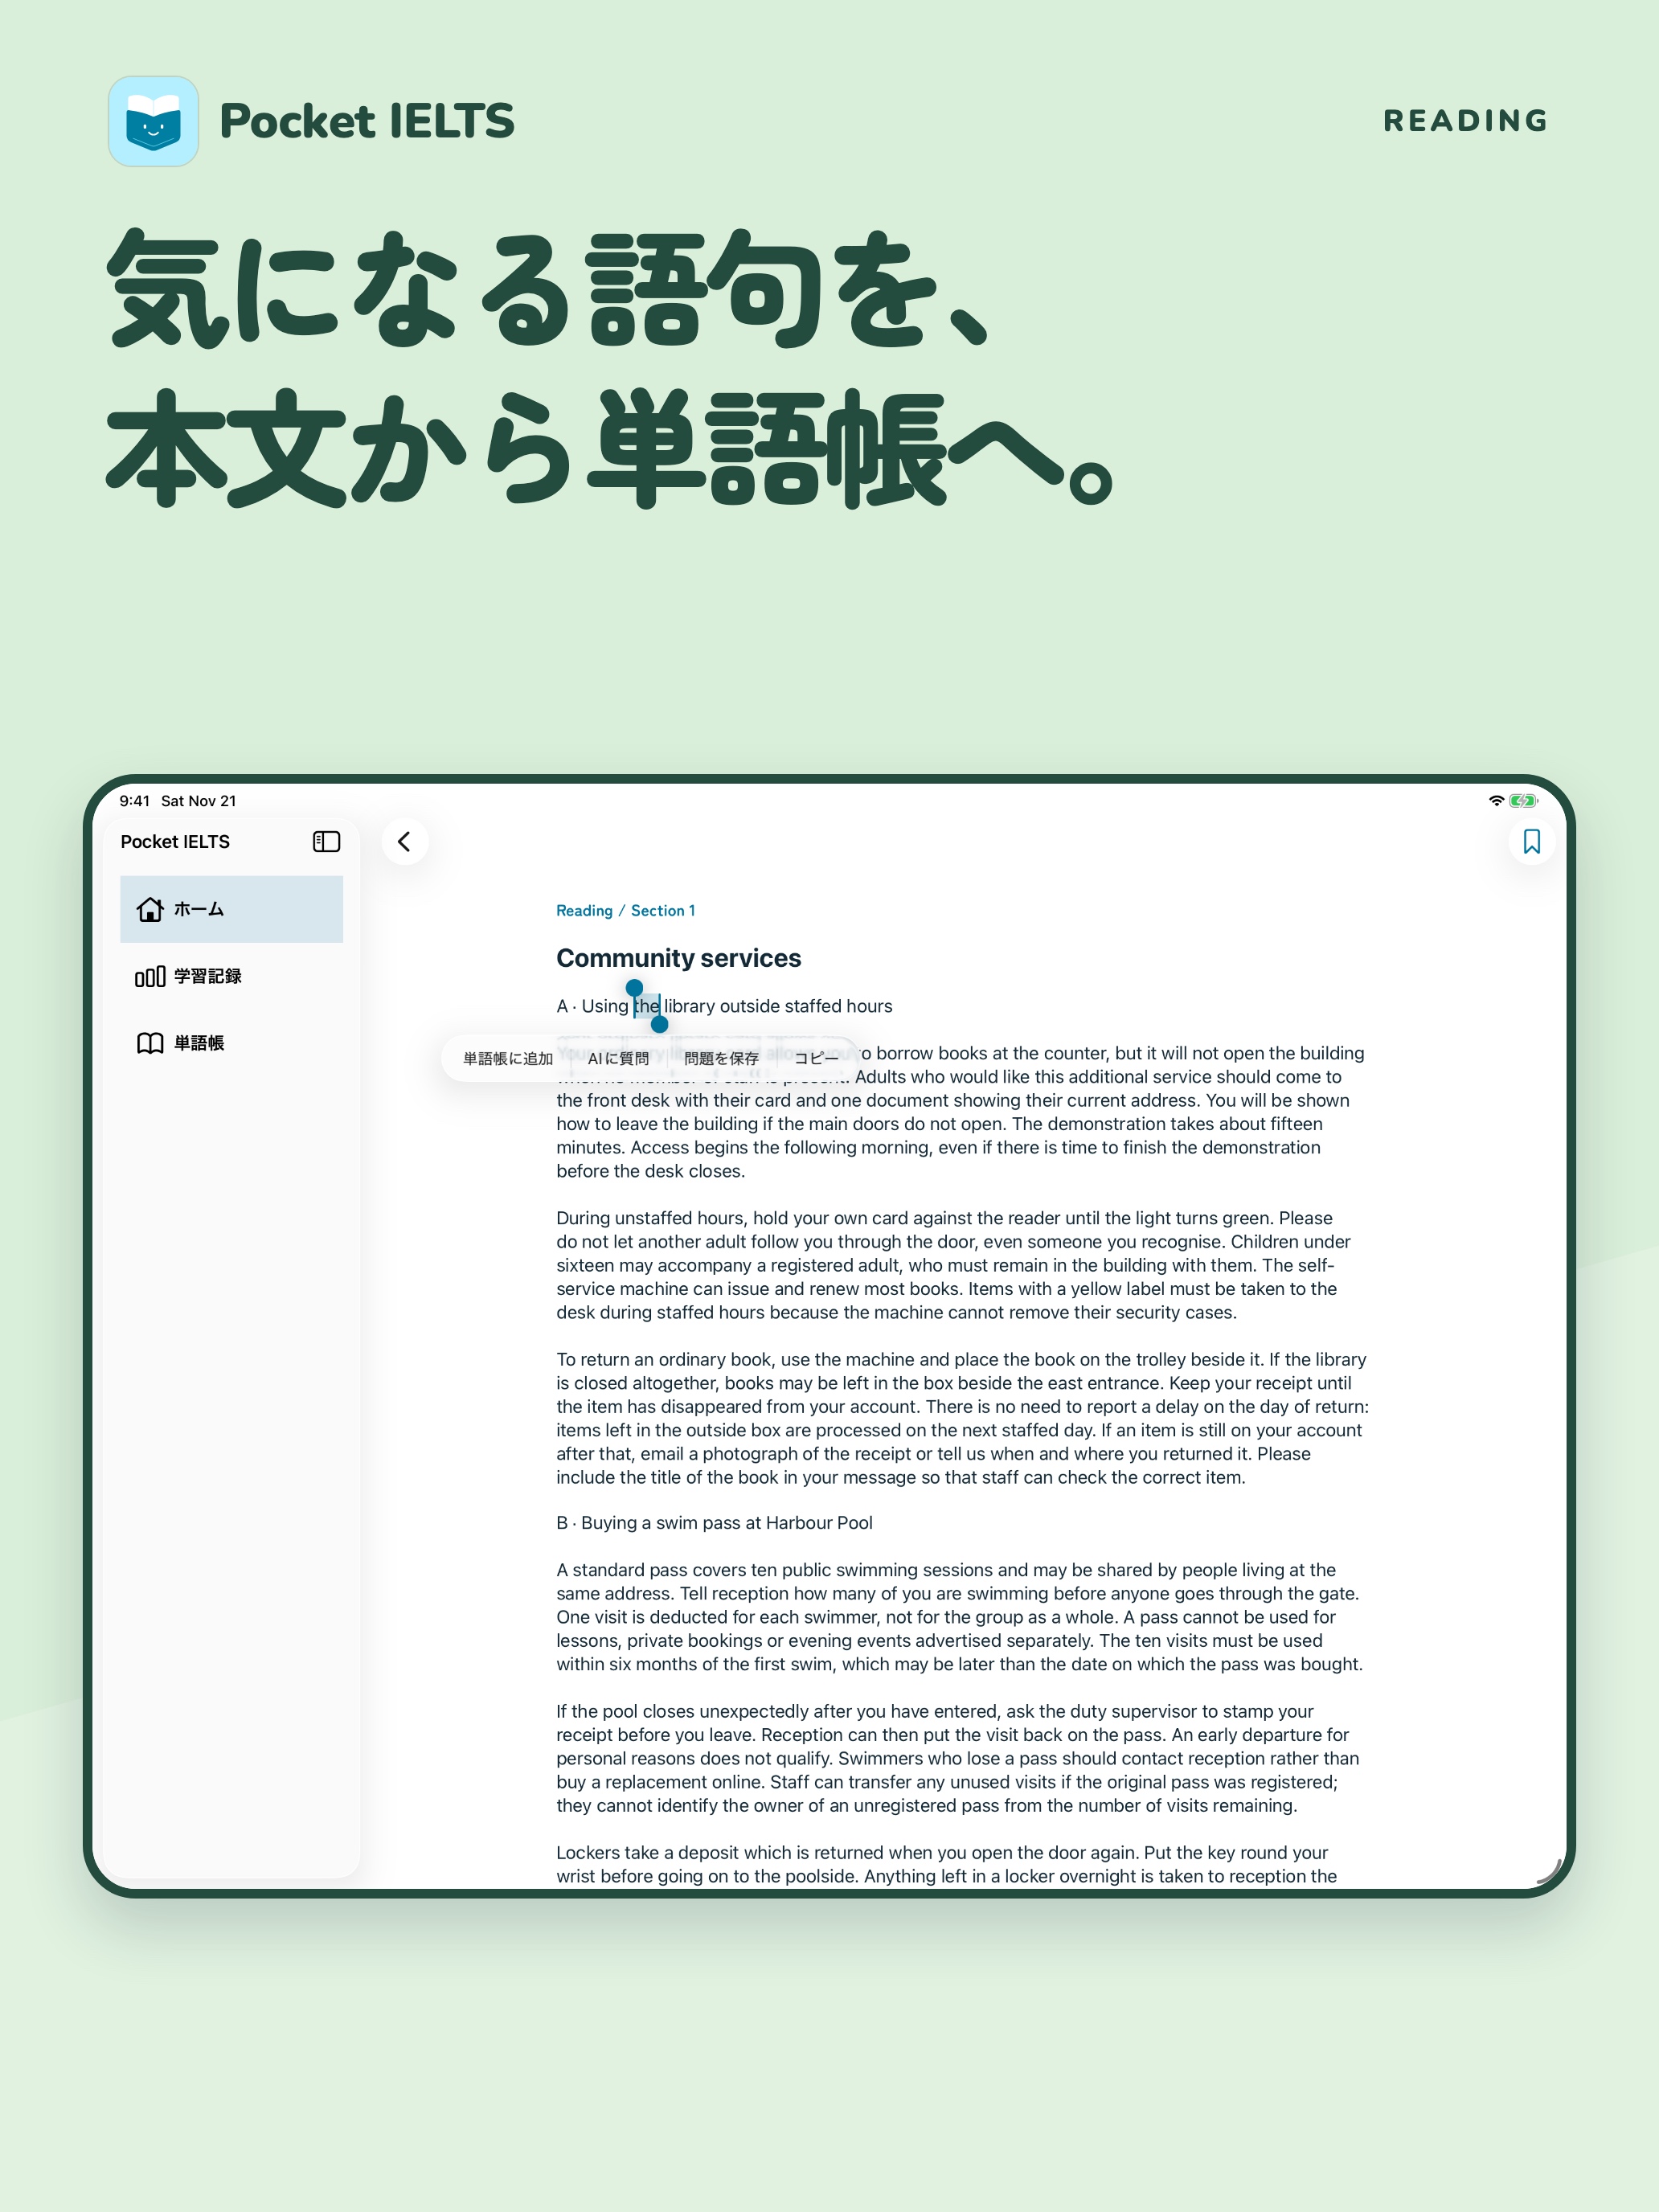 Pocket IELTS
READING
気になる語句を、
本文から単語帳へ。
9:41 Sat Nov 21
Pocket IELTS
ホーム
学習記録
単語帳
Reading / Section 1
Community services
A · Using the library outside staffed hours
単語帳に追加 AIに質問 問題を保存 コピー
Your ordinary library card allows you to borrow books at the counter, but it will not open the building
when no member of staff is present. Adults who would like this additional service should come to
the front desk with their card and one document showing their current address. You will be shown
how to leave the building if the main doors do not open. The demonstration takes about fifteen
minutes. Access begins the following morning, even if there is time to finish the demonstration
before the desk closes.
During unstaffed hours, hold your own card against the reader until the light turns green. Please
do not let another adult follow you through the door, even someone you recognise. Children under
sixteen may accompany a registered adult, who must remain in the building with them. The self-
service machine can issue and renew most books. Items with a yellow label must be taken to the
desk during staffed hours because the machine cannot remove their security cases.
To return an ordinary book, use the machine and place the book on the trolley beside it. If the library
is closed altogether, books may be left in the box beside the east entrance. Keep your receipt until
the item has disappeared from your account. There is no need to report a delay on the day of return:
items left in the outside box are processed on the next staffed day. If an item is still on your account
after that, email a photograph of the receipt or tell us when and where you returned it. Please
include the title of the book in your message so that staff can check the correct item.
B · Buying a swim pass at Harbour Pool
A standard pass covers ten public swimming sessions and may be shared by people living at the
same address. Tell reception how many of you are swimming before anyone goes through the gate.
One visit is deducted for each swimmer, not for the group as a whole. A pass cannot be used for
lessons, private bookings or evening events advertised separately. The ten visits must be used
within six months of the first swim, which may be later than the date on which the pass was bought.
If the pool closes unexpectedly after you have entered, ask the duty supervisor to stamp your
receipt before you leave. Reception can then put the visit back on the pass. An early departure for
personal reasons does not qualify. Swimmers who lose a pass should contact reception rather than
buy a replacement online. Staff can transfer any unused visits if the original pass was registered;
they cannot identify the owner of an unregistered pass from the number of visits remaining.
Lockers take a deposit which is returned when you open the door again. Put the key round your
wrist before going on to the poolside. Anything left in a locker overnight is taken to reception the